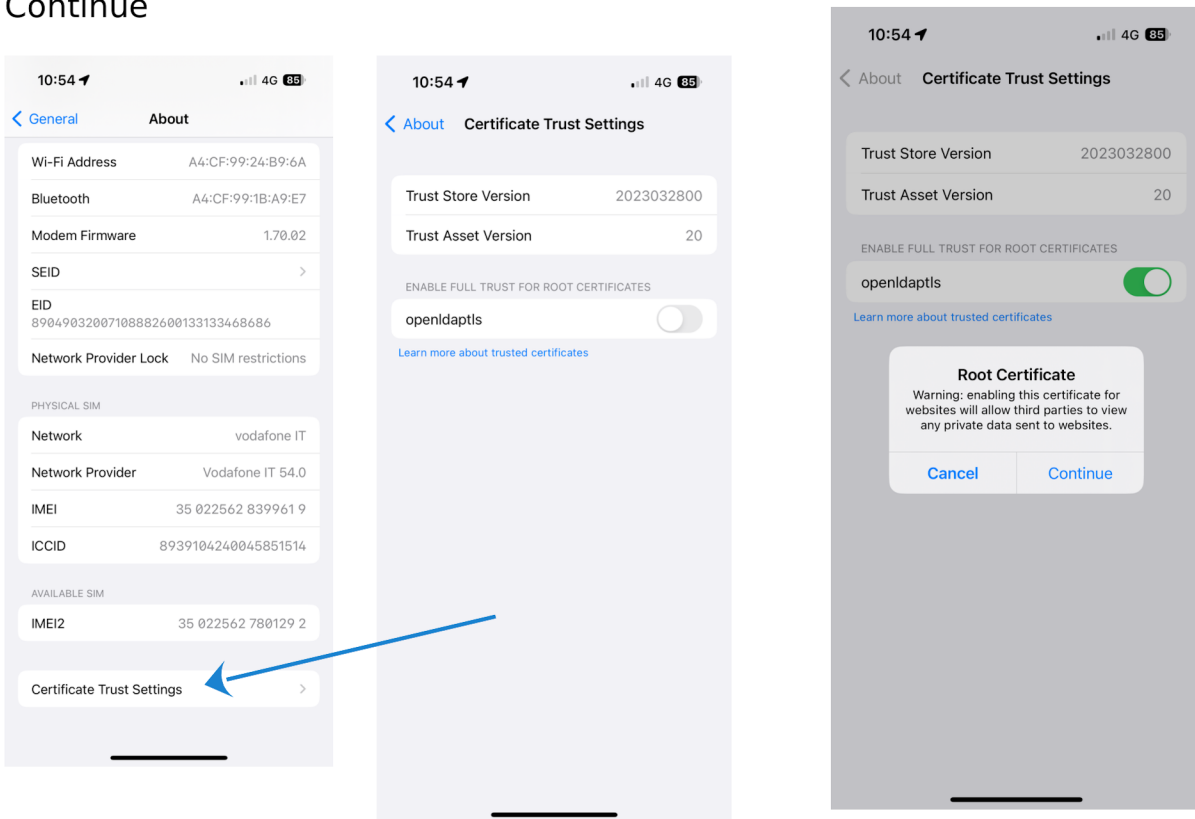 Continue
10:54
4G 85
General
About
Wi-Fi Address A4:CF:99:24:B9:6A
Bluetooth A4:CF:99:1B:A9:E7
Modem Firmware 1.70.02
SEID
EID
89049032007108882600133133468686
Network Provider Lock No SIM restrictions
PHYSICAL SIM
Network vodafone IT
Network Provider Vodafone IT 54.0
IMEI 35 022562 839961 9
ICCID 8939104240045851514
AVAILABLE SIM
IMEI2 35 022562 780129 2
Certificate Trust Settings
10:54
4G 85
About
Certificate Trust Settings
Trust Store Version 2023032800
Trust Asset Version 20
ENABLE FULL TRUST FOR ROOT CERTIFICATES
openldaptls
Learn more about trusted certificates
10:54
4G 85
About
Certificate Trust Settings
Trust Store Version 2023032800
Trust Asset Version 20
ENABLE FULL TRUST FOR ROOT CERTIFICATES
openldaptls
Learn more about trusted certificates
Root Certificate
Warning: enabling this certificate for
websites will allow third parties to view
any private data sent to websites.
Cancel Continue